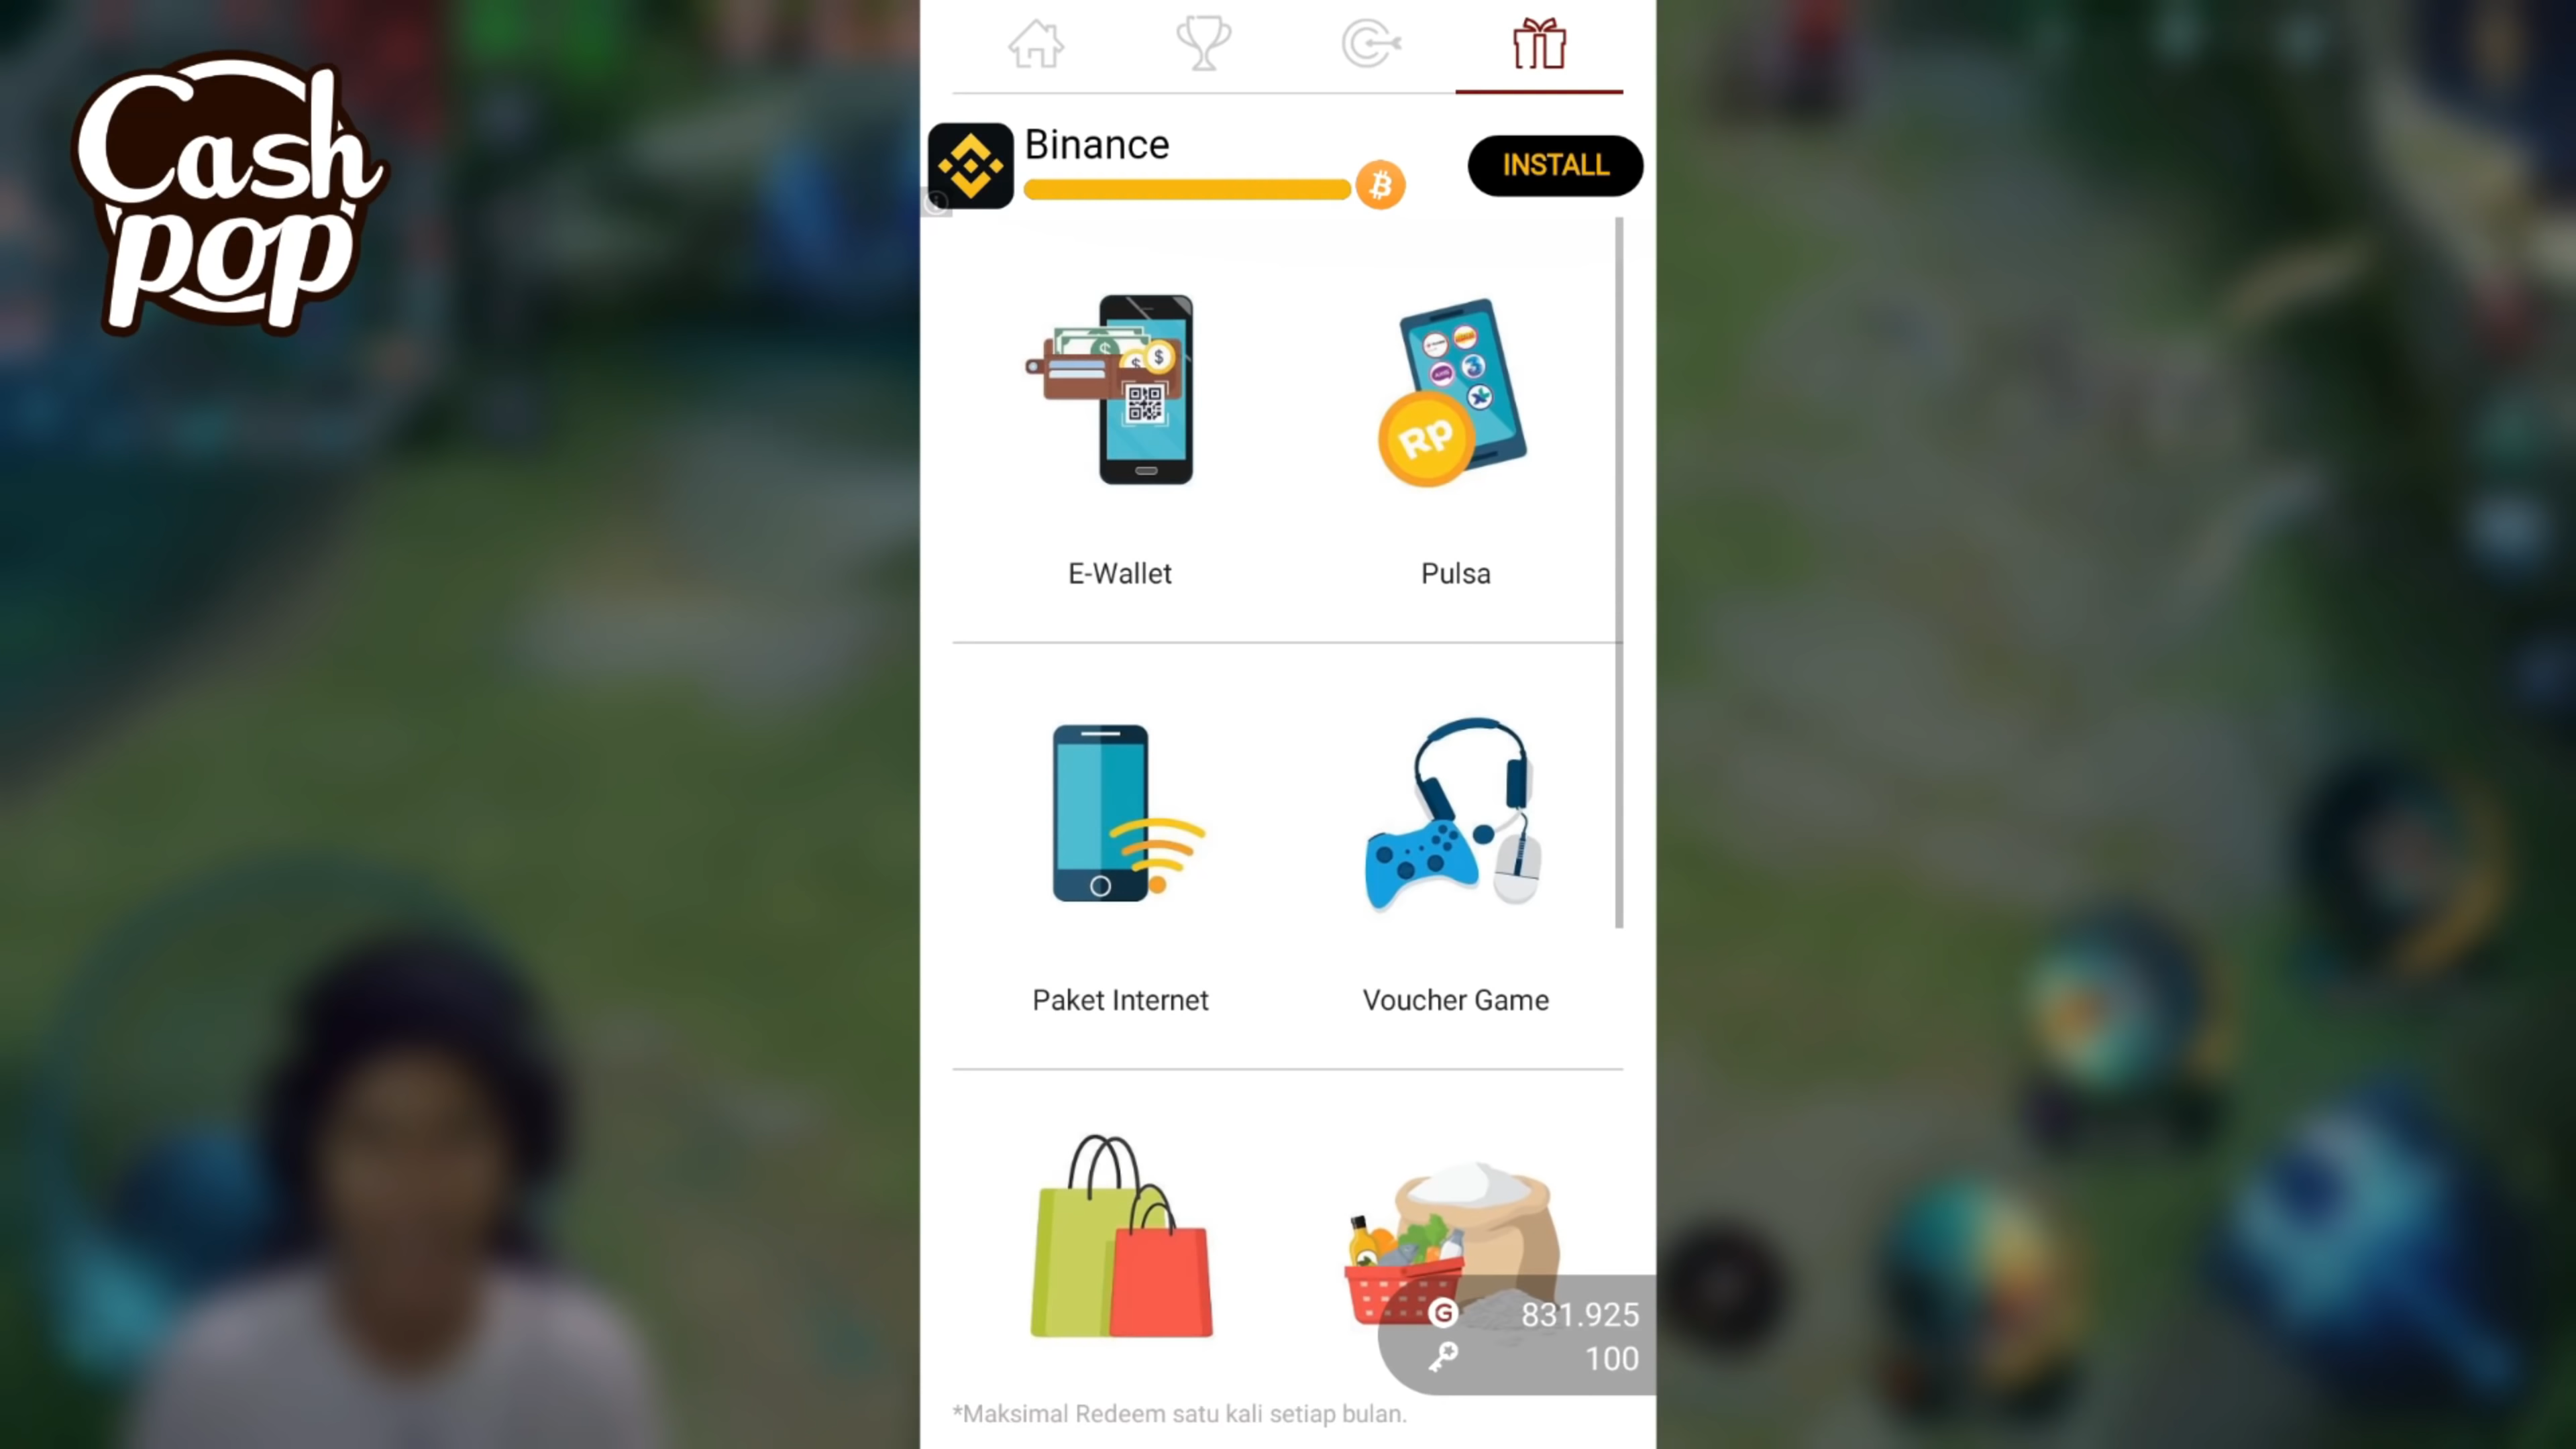 Cash
pop
Binance
INSTALL
E-Wallet
Pulsa
Rp
Paket Internet
Voucher Game
G 831.925
100
*Maksimal Redeem satu kali setiap bulan.